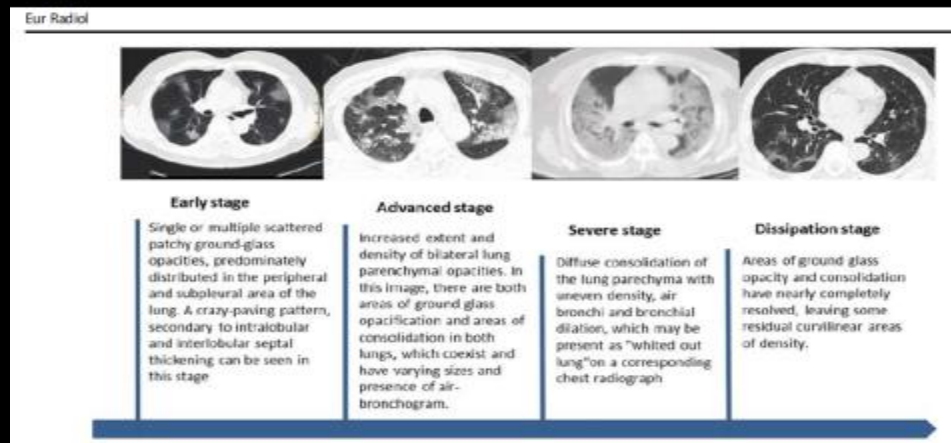 Eur Radiol
Early stage
Single or multiple scattered
patchy ground-glass
opacities, predominately
distributed in the peripheral
and subpleural area of the
lung. A crazy-paving pattern,
secondary to intralobular
and interlobular septal
thickening can be seen in
this stage
Advanced stage
Increased extent and
density of bilateral lung
parenchymal opacities. In
this image, there are both
areas of ground glass
opacification and areas of
consolidation in both
lungs, which coexist and
have varying sizes and
presence of air-
bronchogram.
Severe stage
Diffuse consolidation of
the lung parechyma with
uneven density, air
bronchi and bronchial
dilation, which may be
present as "whited out
lung"on a corresponding
chest radiograph
Dissipation stage
Areas of ground glass
opacity and consolidation
have nearly completely
resolved, leaving some
residual curvilinear areas
of density.